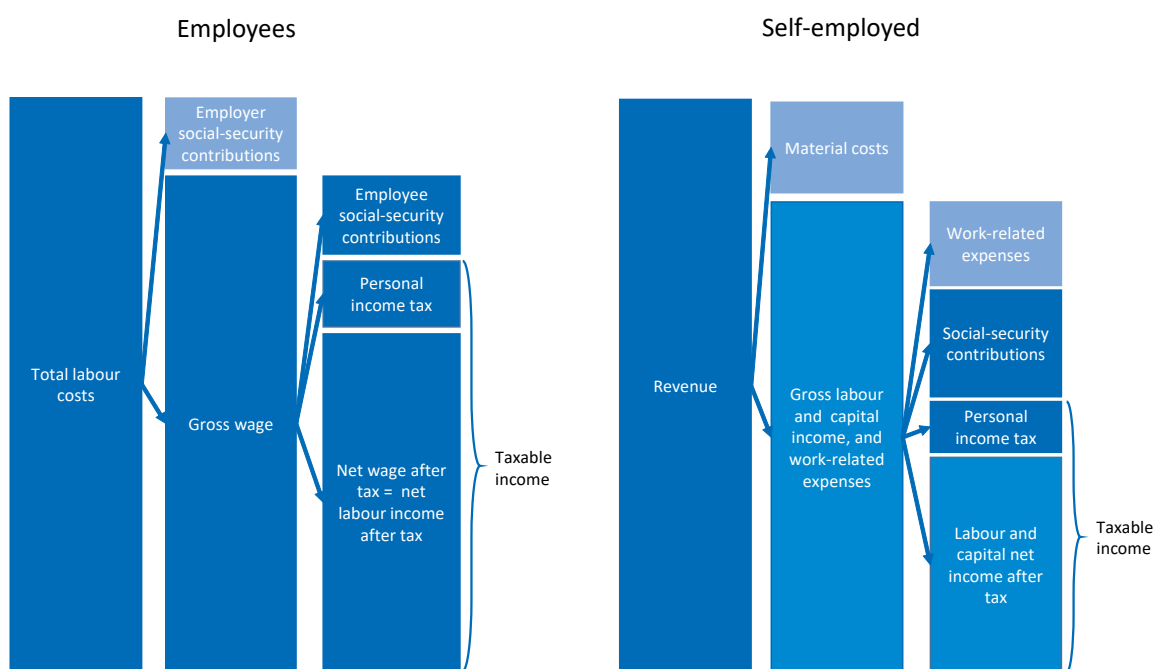 Employees
Employer
social-security
contributions
Employee
social-security
contributions
Personal
income tax
Total labour
costs
Gross wage
Net wage after
tax = net
labour income
after tax
Taxable
income
Self-employed
Material costs
Work-related
expenses
Social-security
contributions
Revenue
Gross labour
and capital
income, and
work-related
expenses
Personal
income tax
Labour and
capital net
income after
tax
Taxable
income